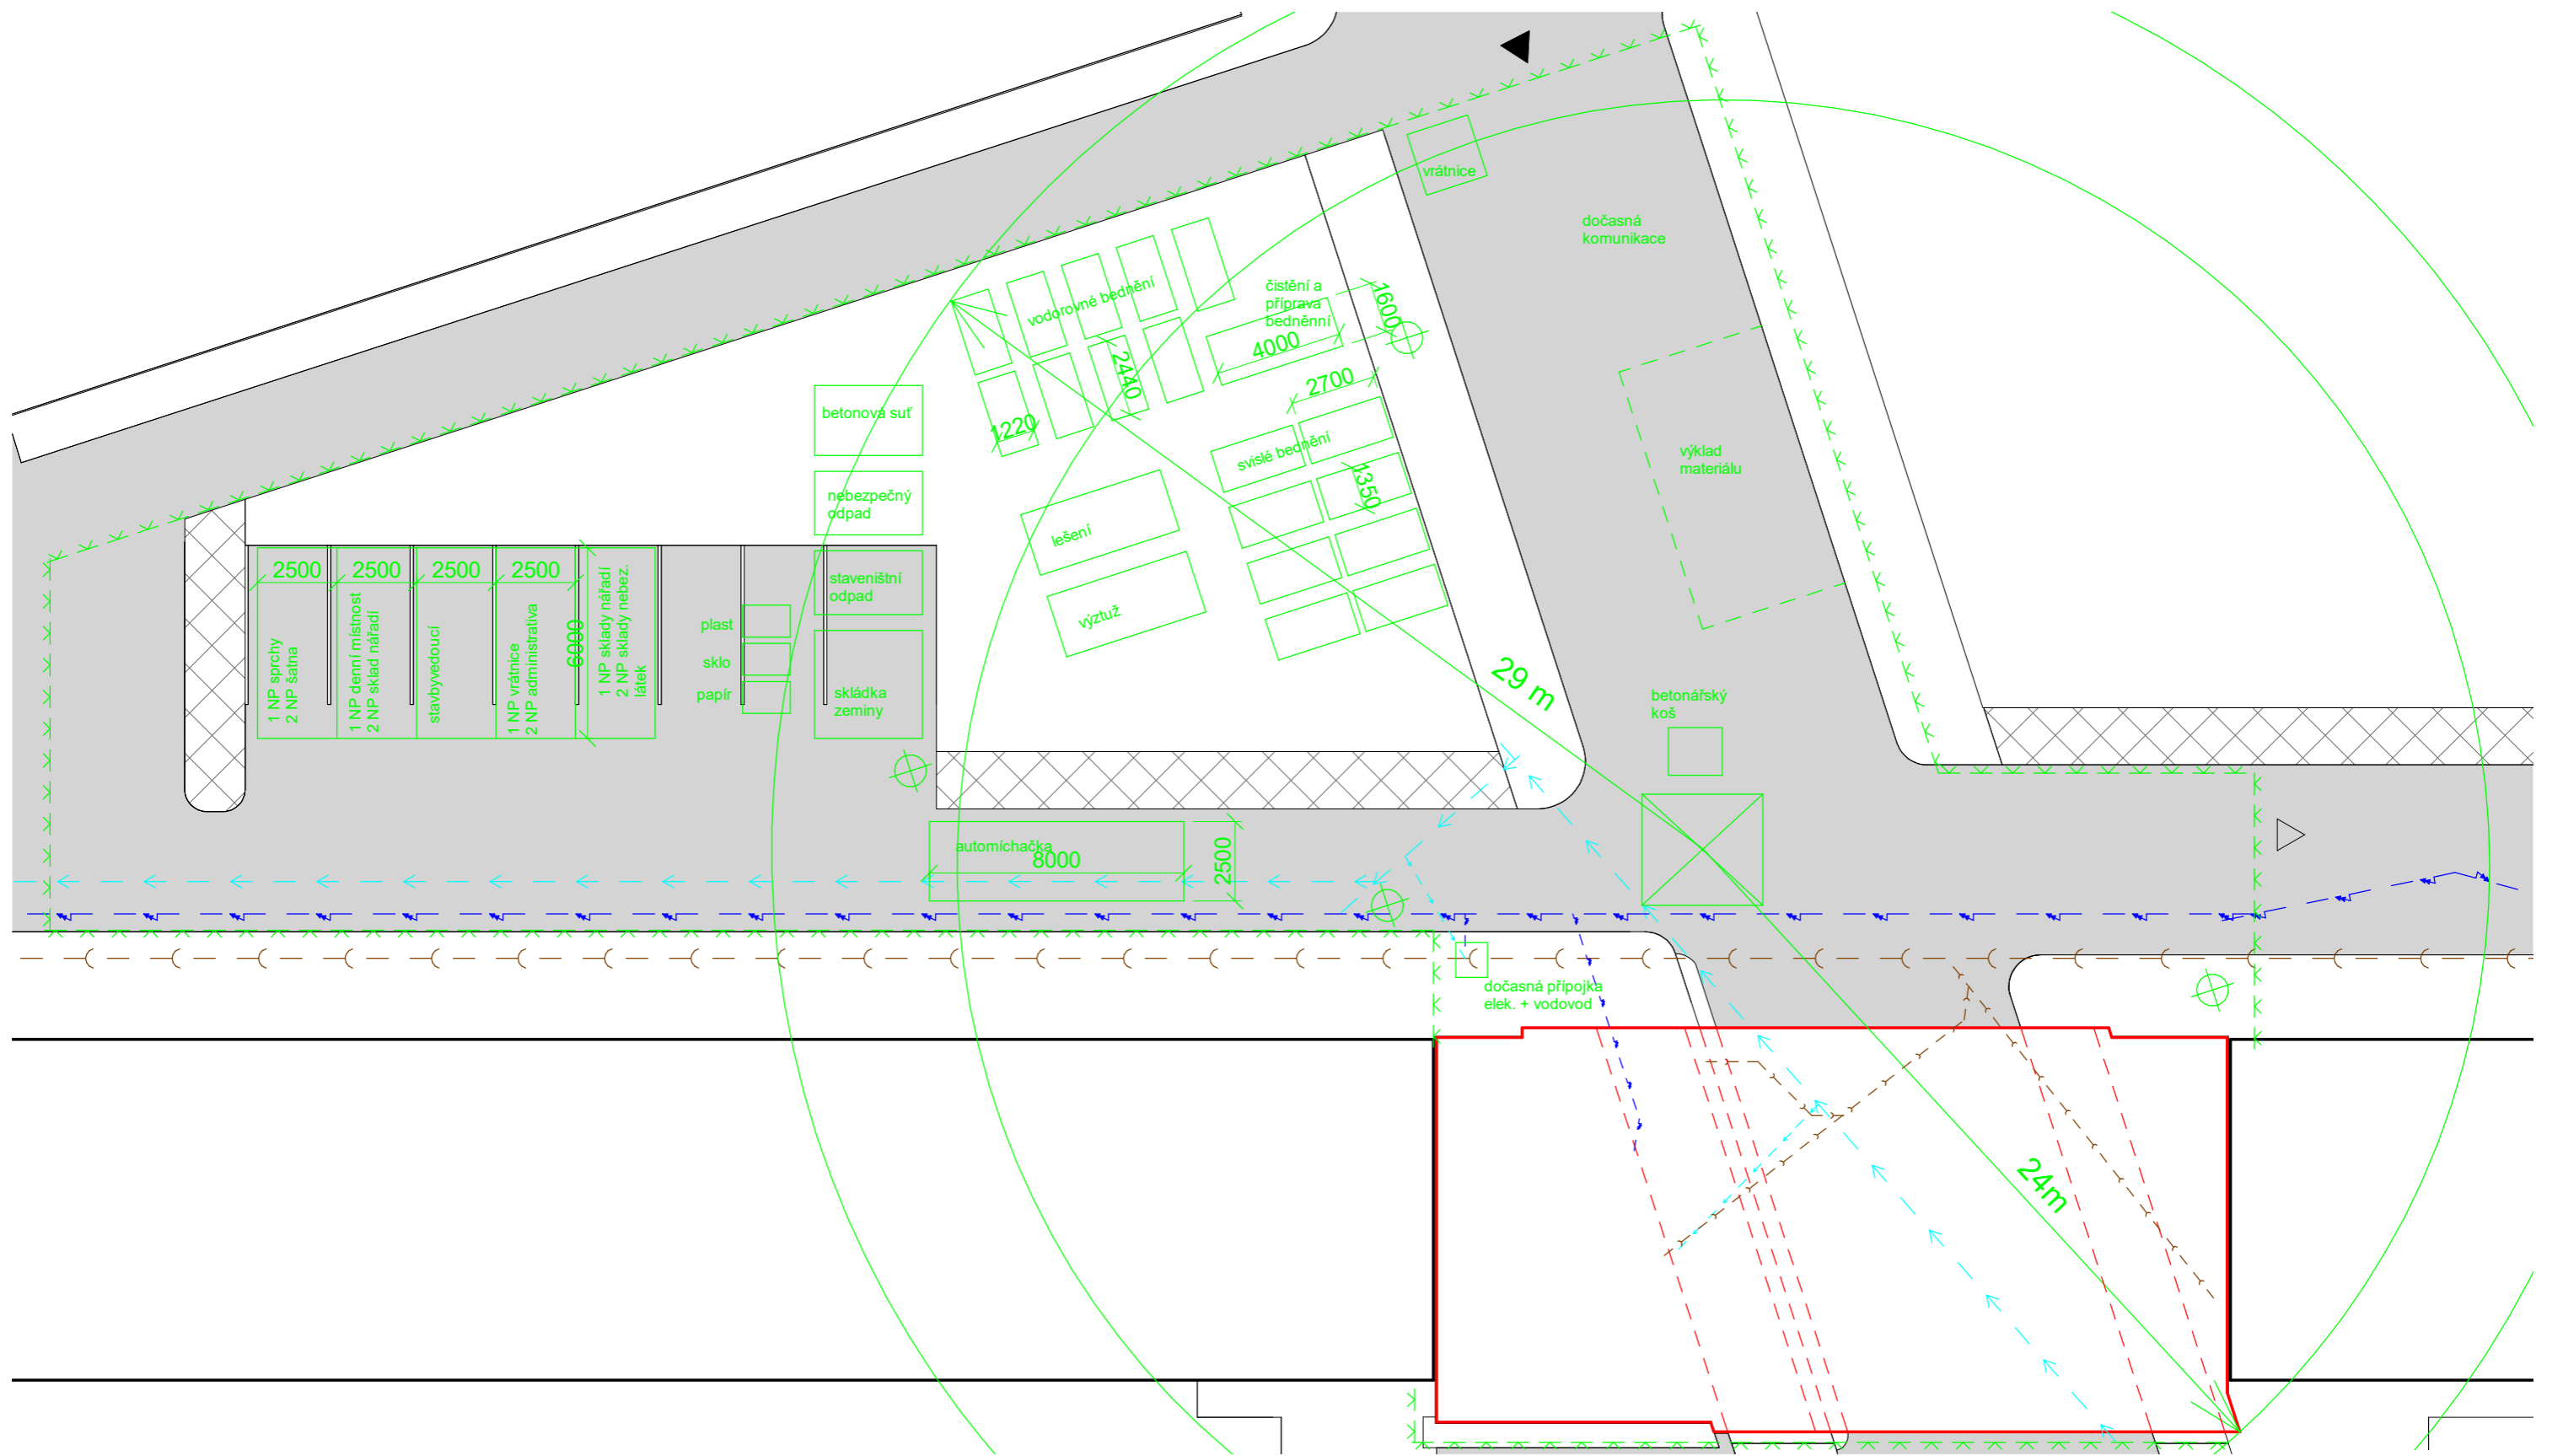 vrátnice
dočasná
komunikace
vodorovné bednění
čistění a
příprava
bedněnní
1600
4000
2440
1220
2700
svislé bednění
1350
betonová suť
nebezpečný
odpad
staveništní
odpad
skládka
zeminy
lešení
výztuž
výklad
materiálu
2500
2500
2500
2500
6000
1 NP sprchy
2 NP šatna
1 NP denní místnost
2 NP sklad nářadí
stavbyvedoucí
1 NP vrátnice
2 NP administrativa
1 NP sklady nářadí
2 NP sklady nebez.
látek
plast
sklo
papír
29 m
betonářský
koš
automíchačka
8000
2500
dočasná přípojka
elek. + vodovod
24m